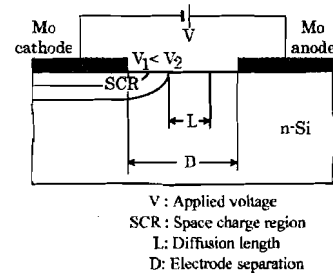 Mo
cathode
V
Mo
anode
V1 < V2
SCR
L
n-Si
D
V : Applied voltage
SCR: Space charge region
L: Diffusion length
D: Electrode separation